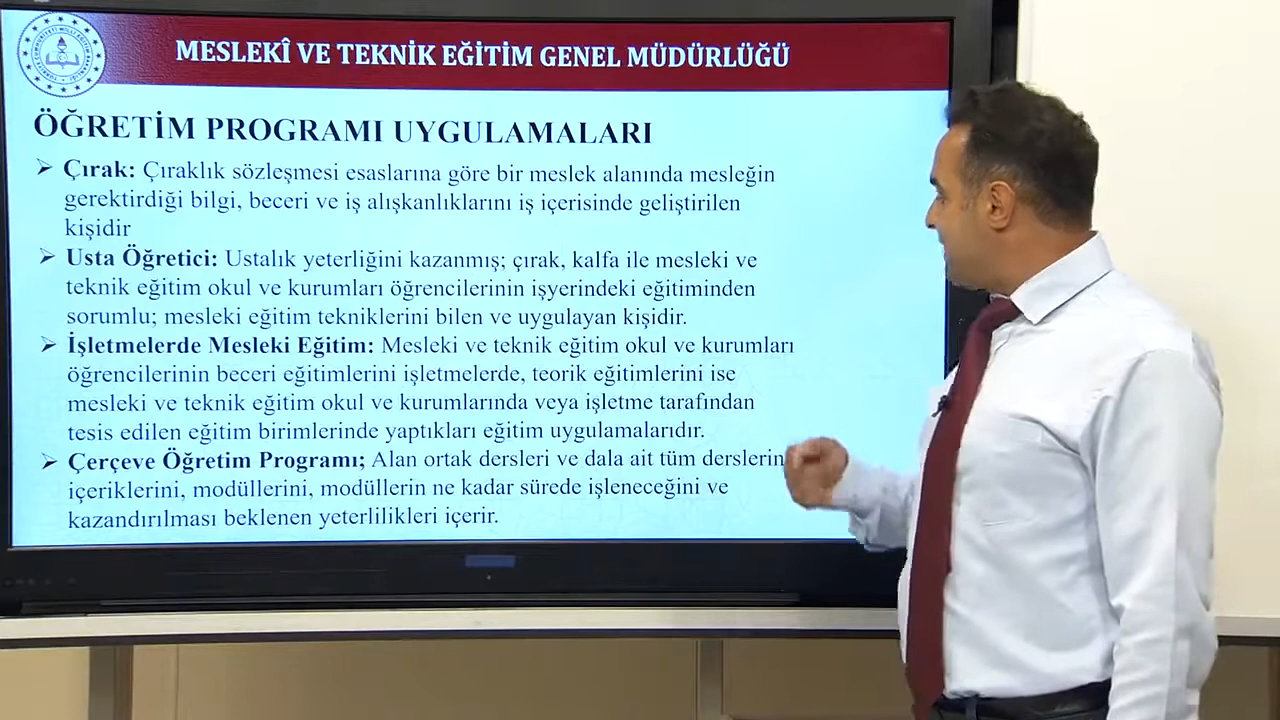 MESLEKÎ VE TEKNİK EĞİTİM GENEL MÜDÜRLÜĞÜ
ÖĞRETİM PROGRAMI UYGULAMALARI
➢ Çırak: Çıraklık sözleşmesi esaslarına göre bir meslek alanında mesleğin
gerektirdiği bilgi, beceri ve iş alışkanlıklarını iş içerisinde geliştirilen
kişidir
➢ Usta Öğretici: Ustalık yeterliğini kazanmış; çırak, kalfa ile mesleki ve
teknik eğitim okul ve kurumları öğrencilerinin işyerindeki eğitiminden
sorumlu; mesleki eğitim tekniklerini bilen ve uygulayan kişidir.
➢ İşletmelerde Mesleki Eğitim: Mesleki ve teknik eğitim okul ve kurumları
öğrencilerinin beceri eğitimlerini işletmelerde, teorik eğitimlerini ise
mesleki ve teknik eğitim okul ve kurumlarında veya işletme tarafından
tesis edilen eğitim birimlerinde yaptıkları eğitim uygulamalarıdır.
➢ Çerçeve Öğretim Programı; Alan ortak dersleri ve dala ait tüm derslerin
içeriklerini, modüllerini, modüllerin ne kadar sürede işleneceğini ve
kazandırılması beklenen yeterlilikleri içerir.